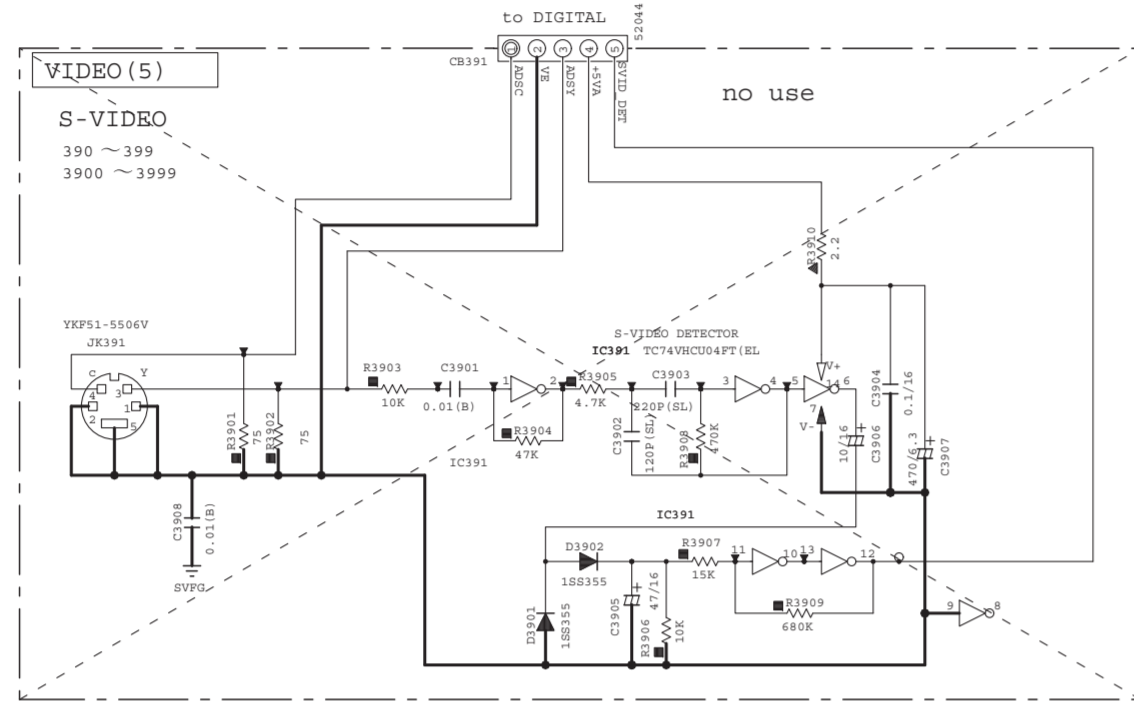 to DIGITAL
52044
CB391
1
2
3
4
5
ADSC
VE
ADSY
+5VA
SVID_DET
VIDEO(5)
no use
S-VIDEO
390 ~399
3900 ~3999
R3910
2.2
YKF51-5506V
JK391
C
Y
4
3
2
1
5
R3901
75
R3902
75
R3903
10K
C3901
0.01(B)
1
2
R3904
47K
IC391
S-VIDEO DETECTOR
IC391 TC74VHCU04FT(EL
R3905
4.7K
C3903
220P(SL)
C3902
120P(SL)
R3908
470K
3
4
5
V+
14
6
7
V-
C3904
0.1/16
10/16
C3906
470/6.3
C3907
C3908
0.01(B)
SVFG
IC391
D3902
1SS355
D3901
1SS355
C3905
47/16
R3906
10K
R3907
15K
11
10
13
12
R3909
680K
9
8